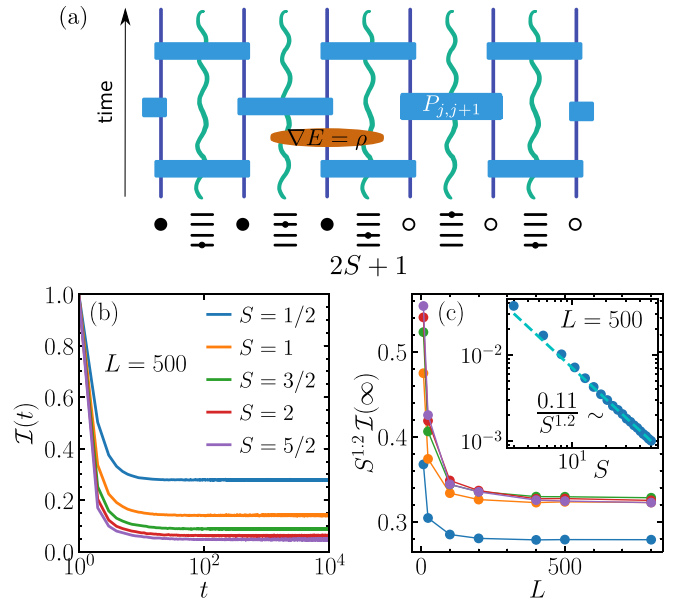 (a)
time
P_{j,j+1}
∇E = ρ
2S + 1
(b)
L = 500
S = 1/2
S = 1
S = 3/2
S = 2
S = 5/2
1.0
0.8
0.6
0.4
0.2
0.0
I(t)
10^0
10^2
10^4
t
(c)
S^{1.2}I(∞)
0.5
0.4
0.3
0
500
L
L = 500
10^{-2}
10^{-3}
0.11/S^{1.2} ∼
10^1
S